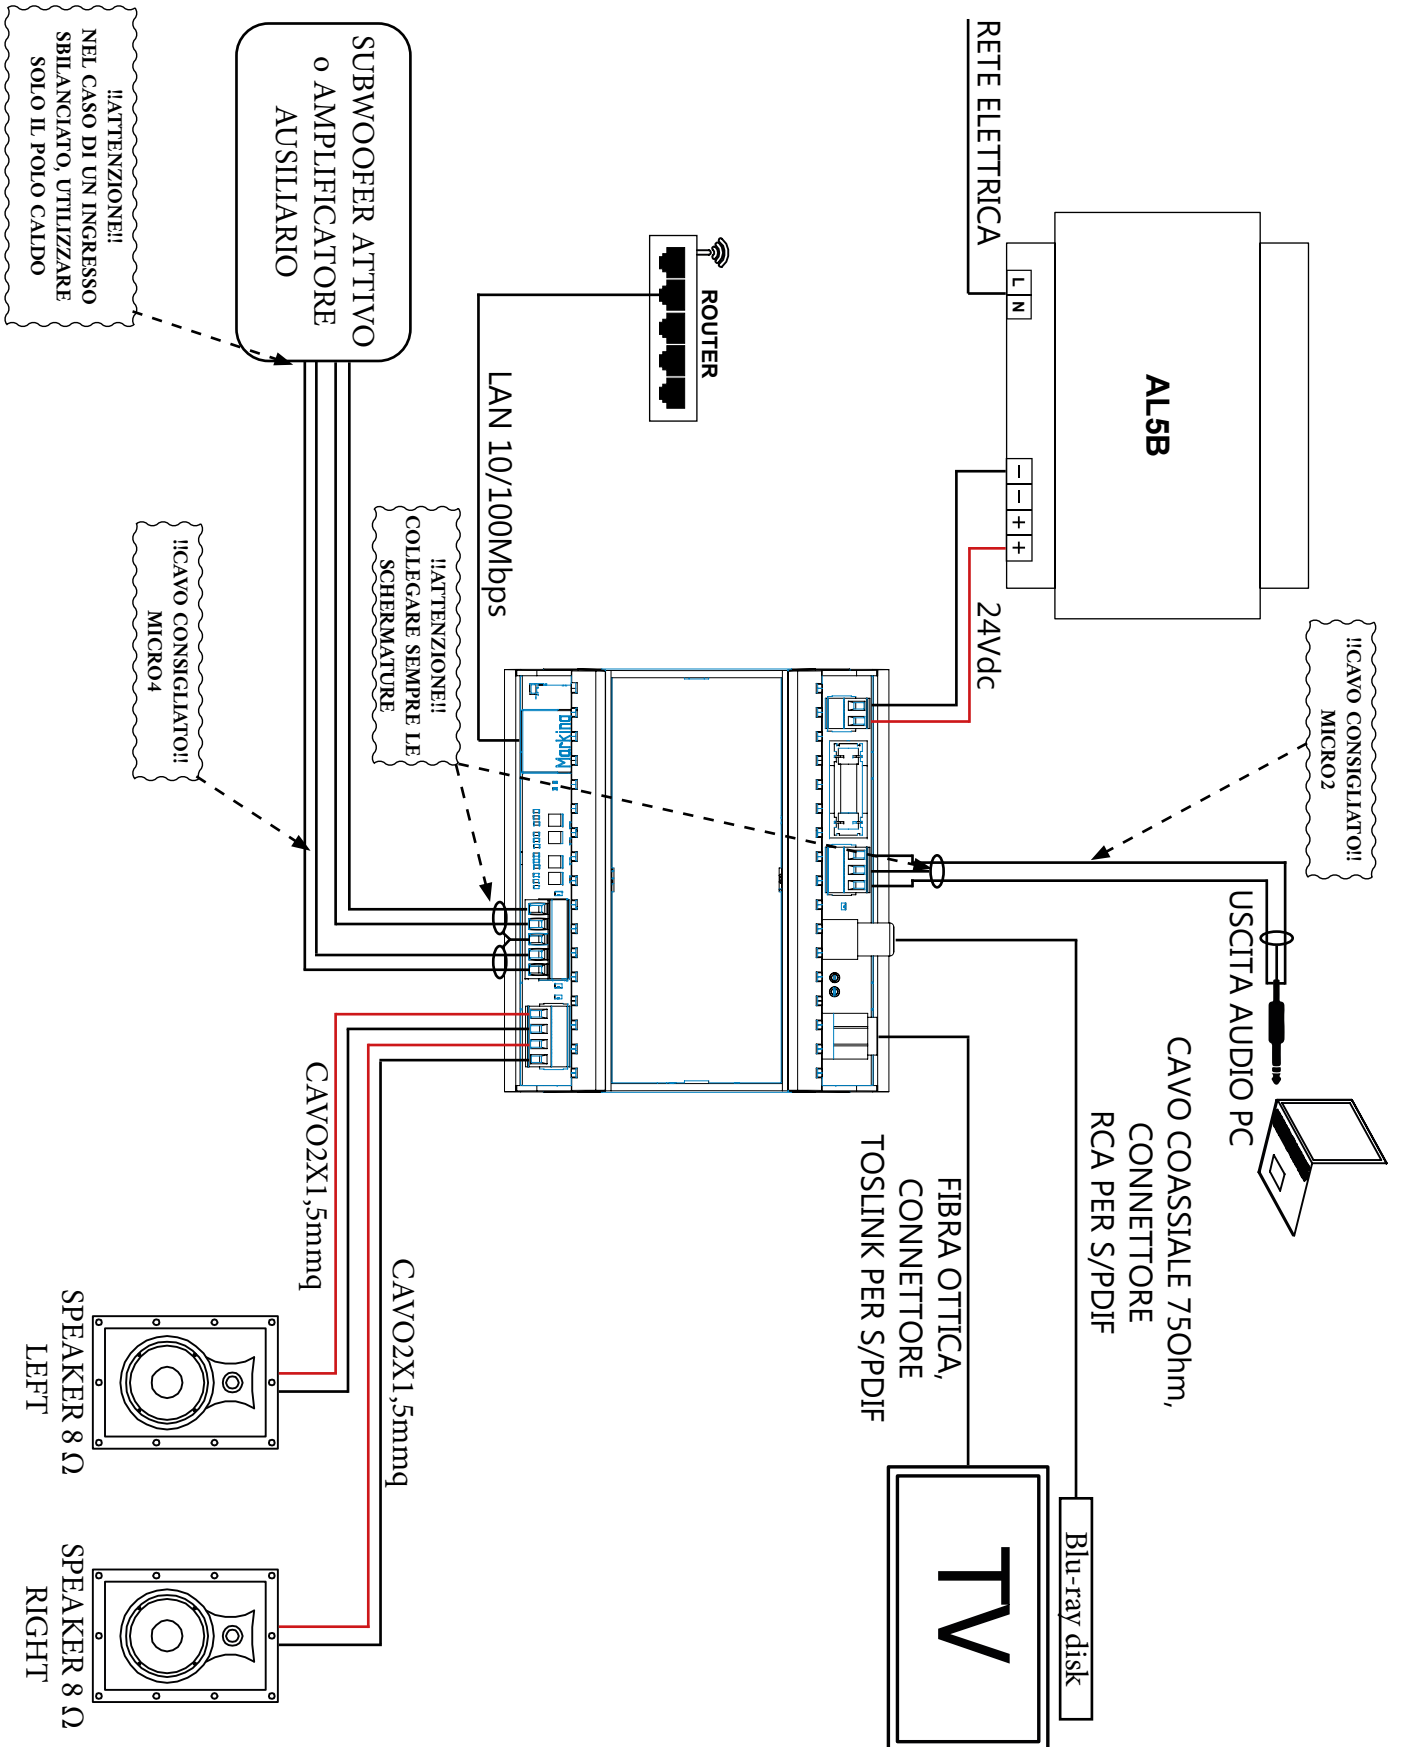 RETE ELETTRICA
L N
AL5B
- - + +
24Vdc
!!CAVO CONSIGLIATO!!
MICRO2
USCITA AUDIO PC
CAVO COASSIALE 75Ohm,
CONNETTORE
RCA PER S/PDIF
FIBRA OTTICA,
CONNETTORE
TOSLINK PER S/PDIF
Blu-ray disk
TV
ROUTER
LAN 10/100Mbps
!!ATTENZIONE!!
COLLEGARE SEMPRE LE
SCHERMATURE
Marking
SUBWOOFER ATTIVO
o AMPLIFICATORE
AUSILIARIO
!!ATTENZIONE!!
NEL CASO DI UN INGRESSO
SBILANCIATO, UTILIZZARE
SOLO IL POLO CALDO
!!CAVO CONSIGLIATO!!
MICRO4
CAVO2X1,5mmq
CAVO2X1,5mmq
SPEAKER 8 Ω
LEFT
SPEAKER 8 Ω
RIGHT